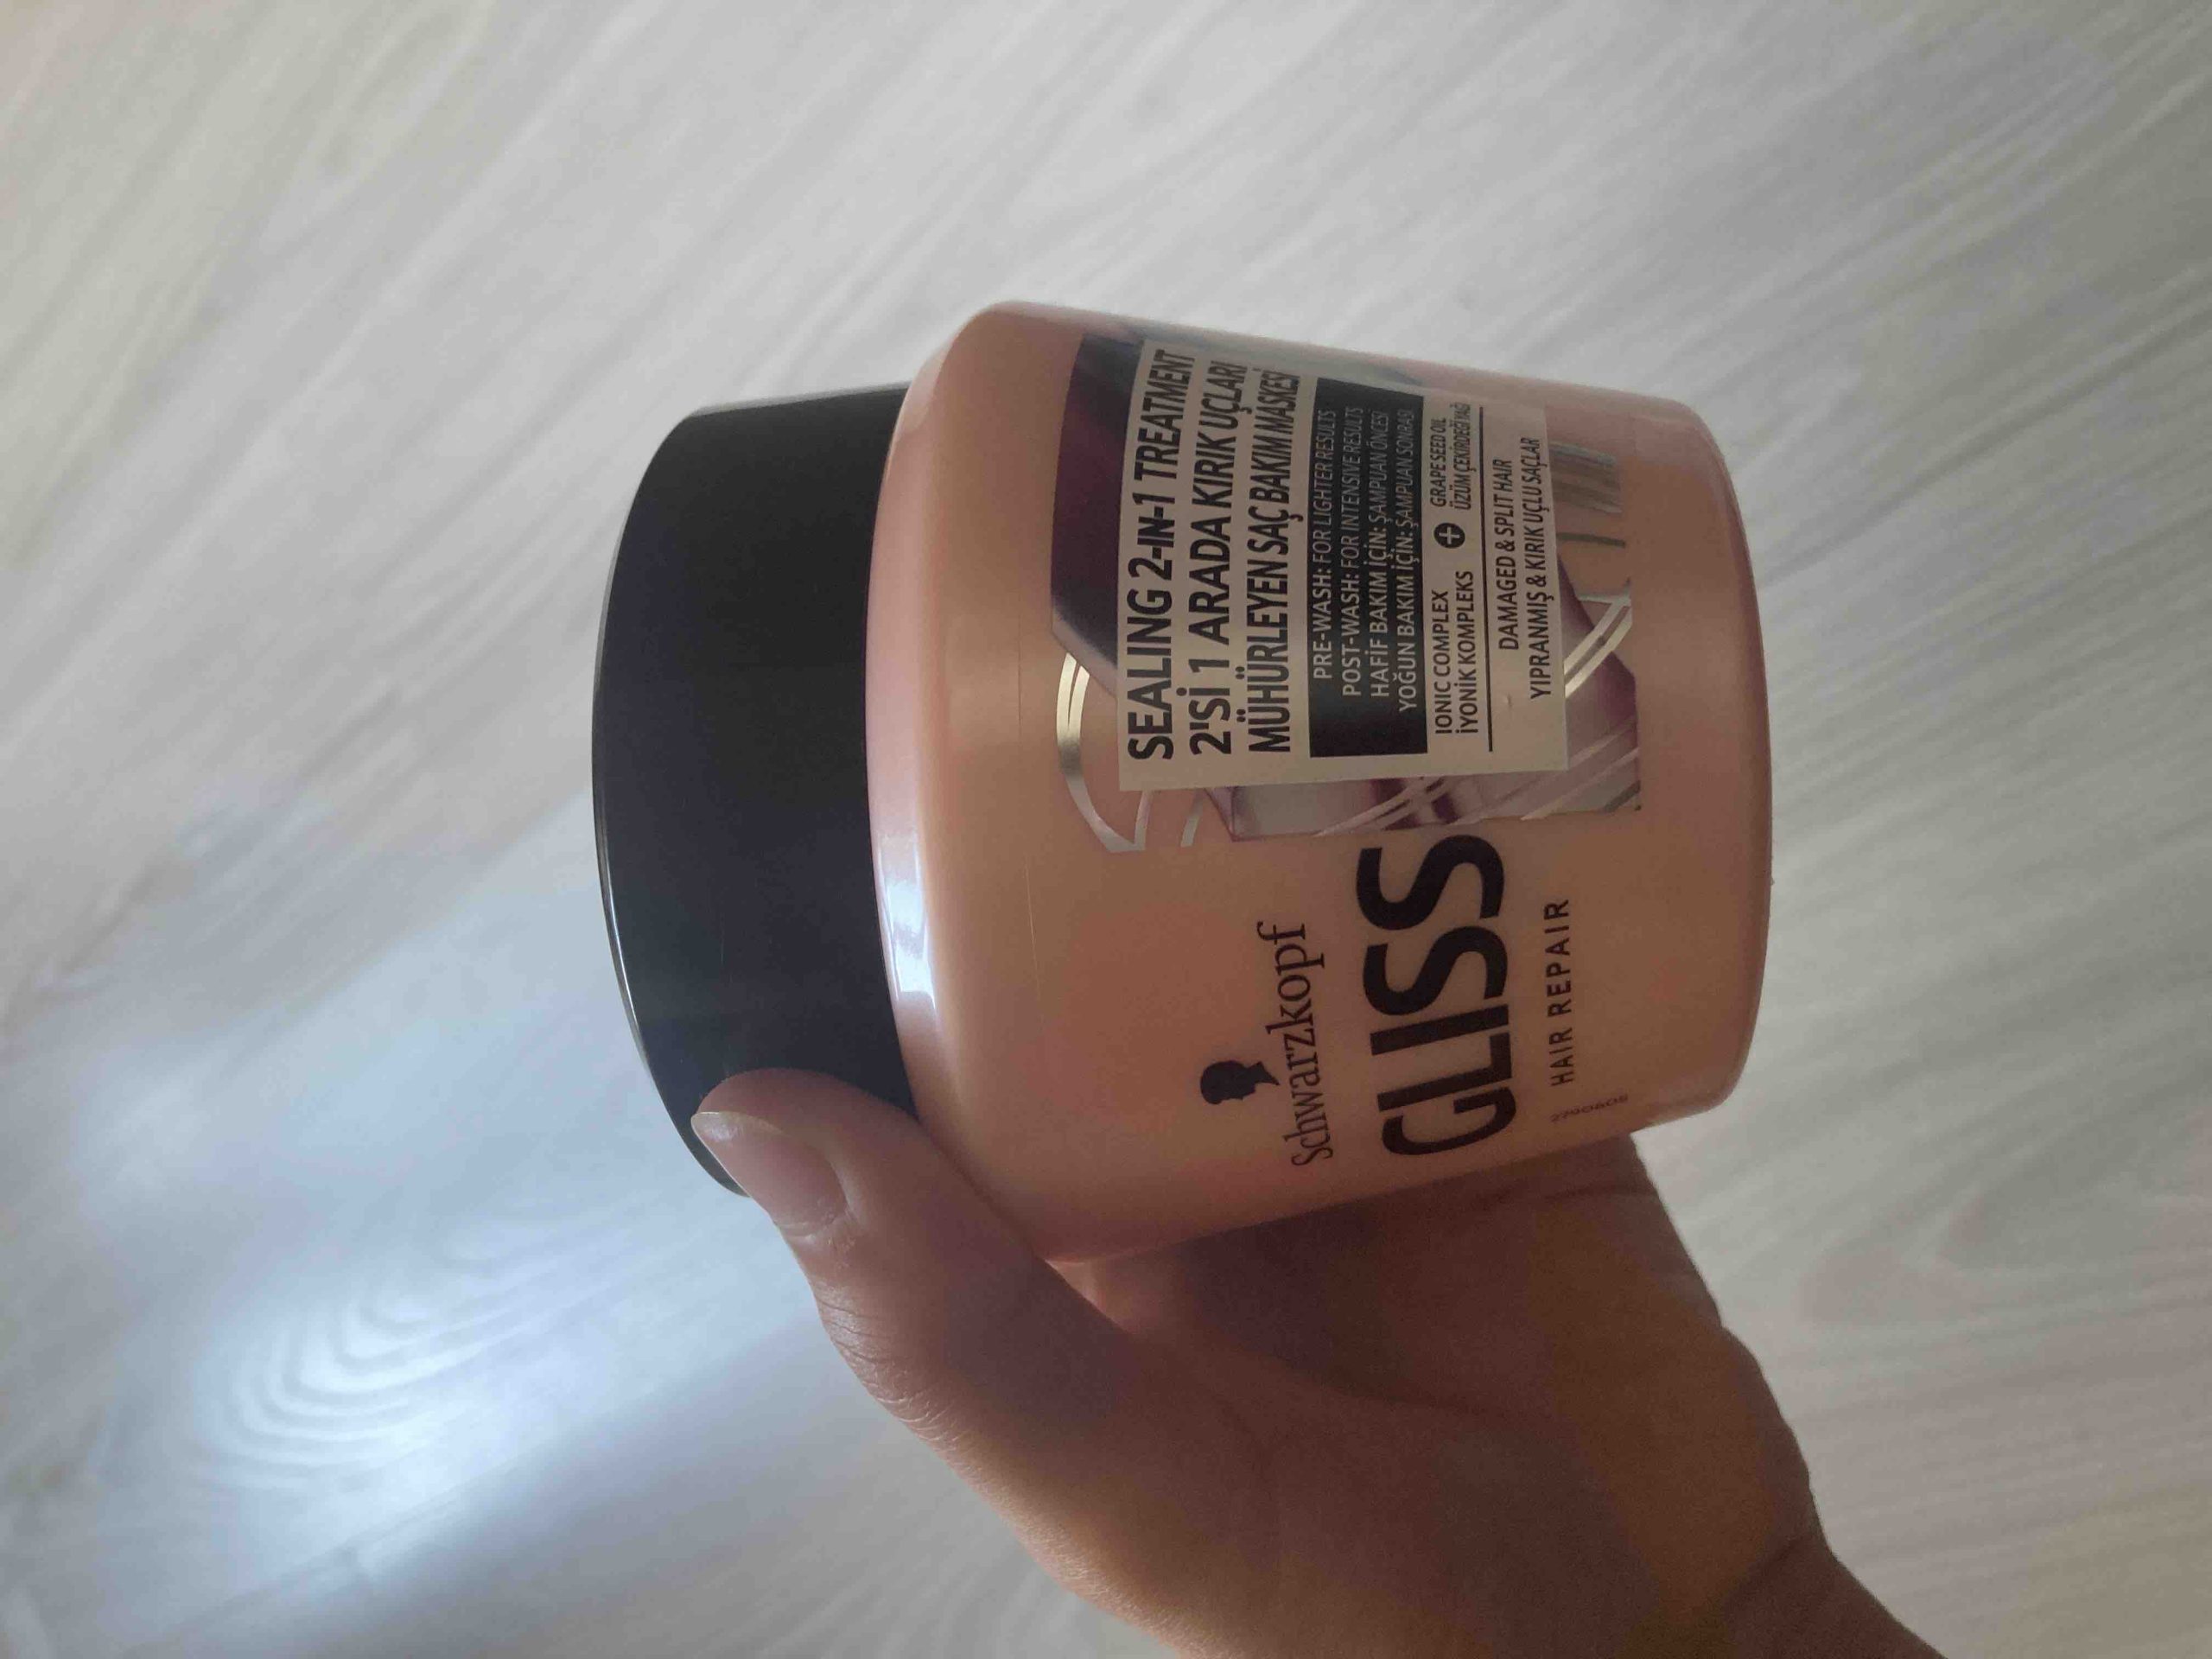 Schwarzkopf
GLISS
HAIR REPAIR
2790608
SEALING 2-IN-1 TREATMENT
2'Sİ 1 ARADA KIRIK UÇLARI
MÜHÜRLEYEN SAÇ BAKIM MASKESİ
PRE-WASH: FOR LIGHTER RESULTS
POST-WASH: FOR INTENSIVE RESULTS
HAFİF BAKIM İÇİN: ŞAMPUAN ÖNCESİ
YOĞUN BAKIM İÇİN: ŞAMPUAN SONRASI
IONIC COMPLEX + GRAPE SEED OIL
İYONİK KOMPLEKS ÜZÜM ÇEKİRDEĞİ YAĞI
DAMAGED & SPLIT HAIR
YIPRANMIŞ & KIRIK UÇLU SAÇLAR